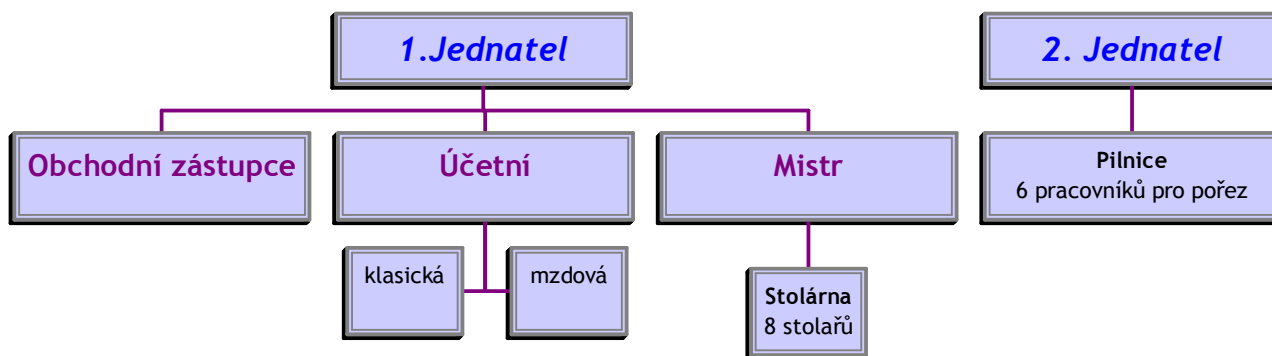 1.Jednatel
2. Jednatel
Obchodní zástupce
Účetní
Mistr
Pilnice
6 pracovníků pro pořez
klasická
mzdová
Stolárna
8 stolařů